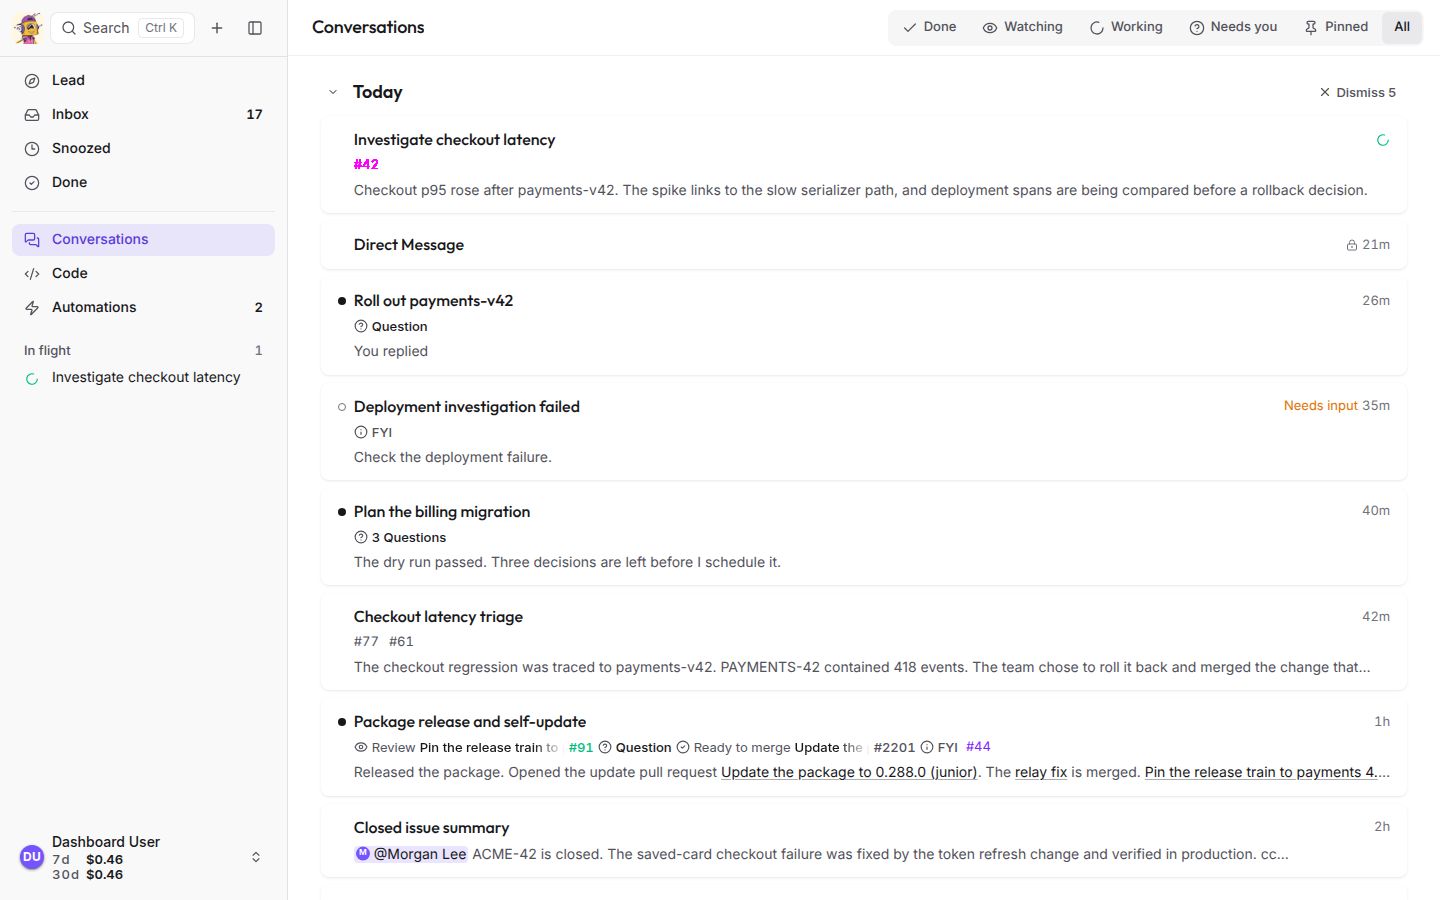 Search Ctrl K
Lead
Inbox 17
Snoozed
Done
Conversations
Code
Automations 2
In flight 1
Investigate checkout latency
DU Dashboard User
7d $0.46
30d $0.46
Conversations
Done Watching Working Needs you Pinned All
Today Dismiss 5
Investigate checkout latency
#42
Checkout p95 rose after payments-v42. The spike links to the slow serializer path, and deployment spans are being compared before a rollback decision.
Direct Message 21m
Roll out payments-v42 26m
Question
You replied
Deployment investigation failed Needs input 35m
FYI
Check the deployment failure.
Plan the billing migration 40m
3 Questions
The dry run passed. Three decisions are left before I schedule it.
Checkout latency triage 42m
#77 #61
The checkout regression was traced to payments-v42. PAYMENTS-42 contained 418 events. The team chose to roll it back and merged the change that...
Package release and self-update 1h
Review Pin the release train to #91 Question Ready to merge Update the #2201 FYI #44
Released the package. Opened the update pull request Update the package to 0.288.0 (junior). The relay fix is merged. Pin the release train to payments 4....
Closed issue summary 2h
M @Morgan Lee ACME-42 is closed. The saved-card checkout failure was fixed by the token refresh change and verified in production. cc...